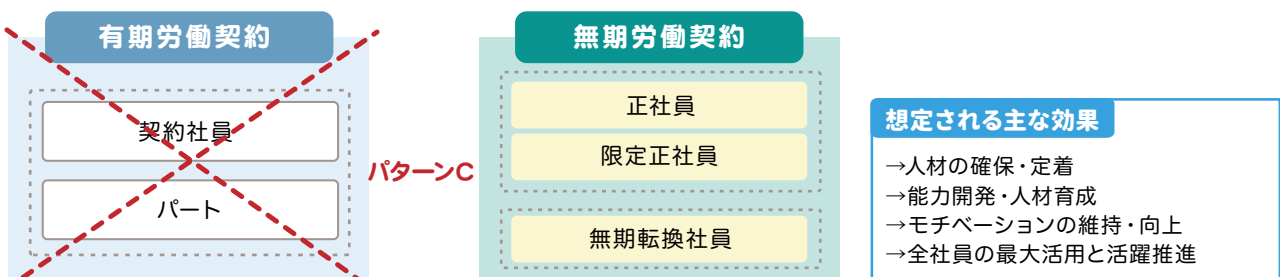 有期労働契約
契約社員
パート
パターンC
無期労働契約
正社員
限定正社員
無期転換社員
想定される主な効果
→人材の確保・定着
→能力開発・人材育成
→モチベーションの維持・向上
→全社員の最大活用と活躍推進